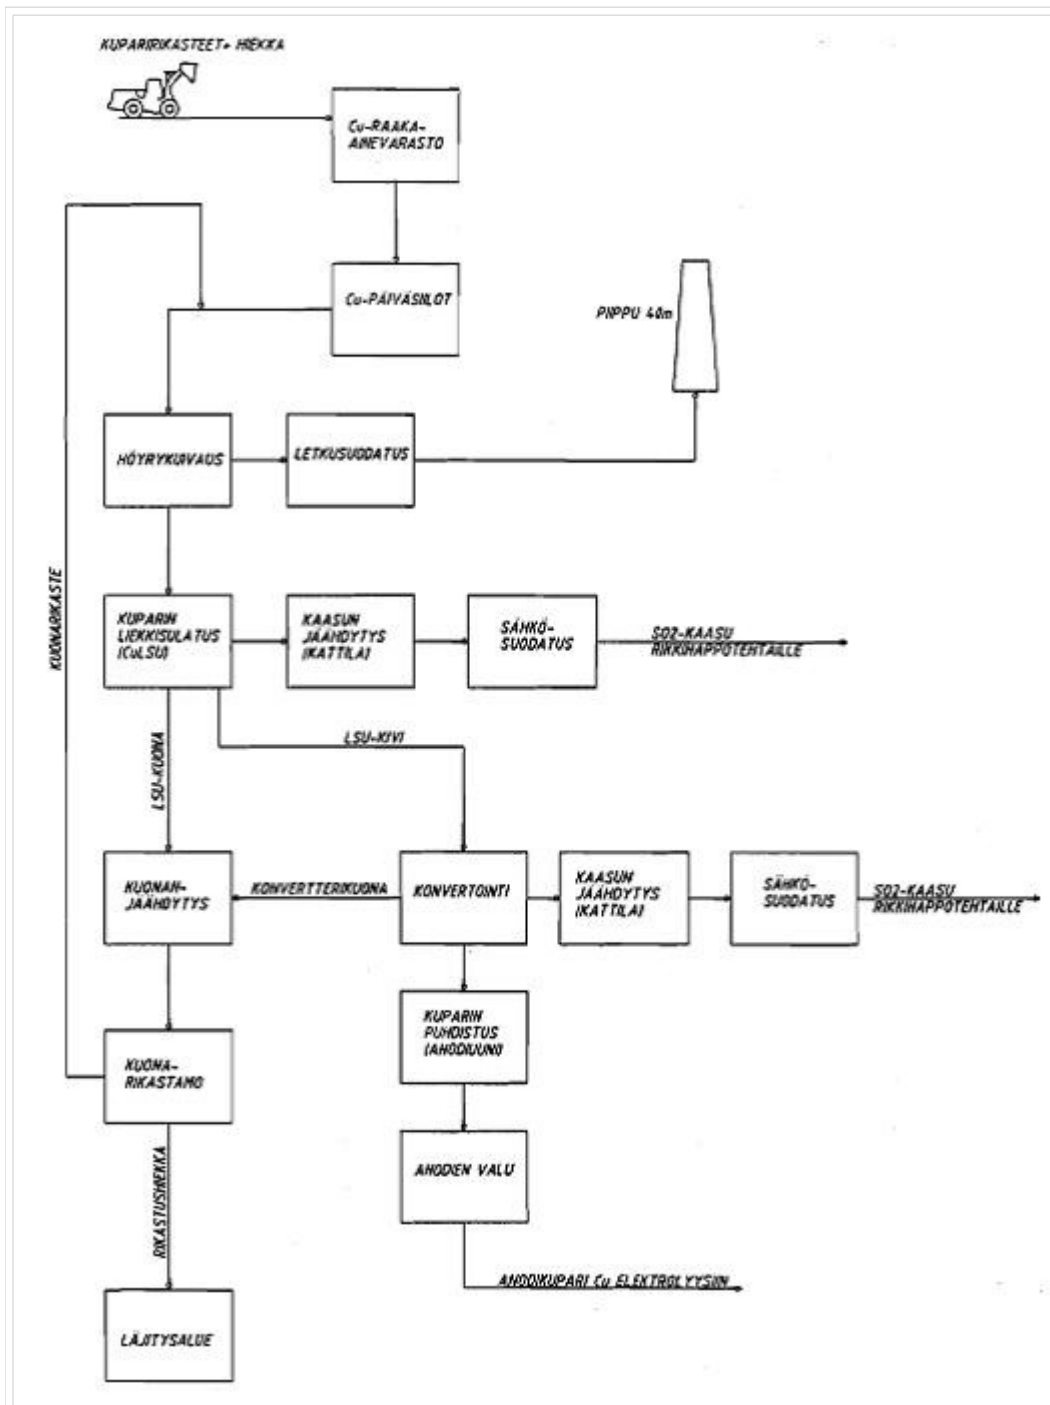 KUPARIRIKASTEET+ HIEKKA
Cu-RAAKA-
AINEVARASTO
Cu-PÄIVÄSIILOT
PIIPPU 40m
HÖYRYKUIVAUS
LETKUSUODATUS
KUONARIKASTE
KUPARIN
LIEKKISULATUS
(CuLSU)
KAASUN
JÄÄHDYTYS
(KATTILA)
SÄHKÖ-
SUODATUS
SO2-KAASU
RIKKIHAPPOTEHTAILLE
LSU-KUONA
LSU-KIVI
KUONAN-
JÄÄHDYTYS
KONVERTTERIKUONA
KONVERTOINTI
KAASUN
JÄÄHDYTYS
(KATTILA)
SÄHKÖ-
SUODATUS
SO2-KAASU
RIKKIHAPPOTEHTAILLE
KUPARIN
PUHDISTUS
(ANODIUUNI)
KUONA-
RIKASTAMO
RIKASTUSHIEKKA
ANODIEN VALU
ANODIKUPARI Cu ELEKTROLYYSIIN
LÄJITYSALUE